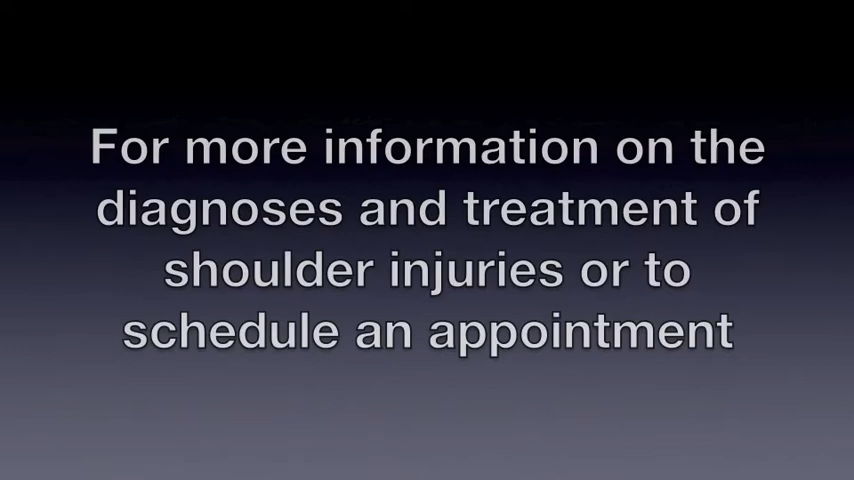 For more information on the
diagnoses and treatment of
shoulder injuries or to
schedule an appointment